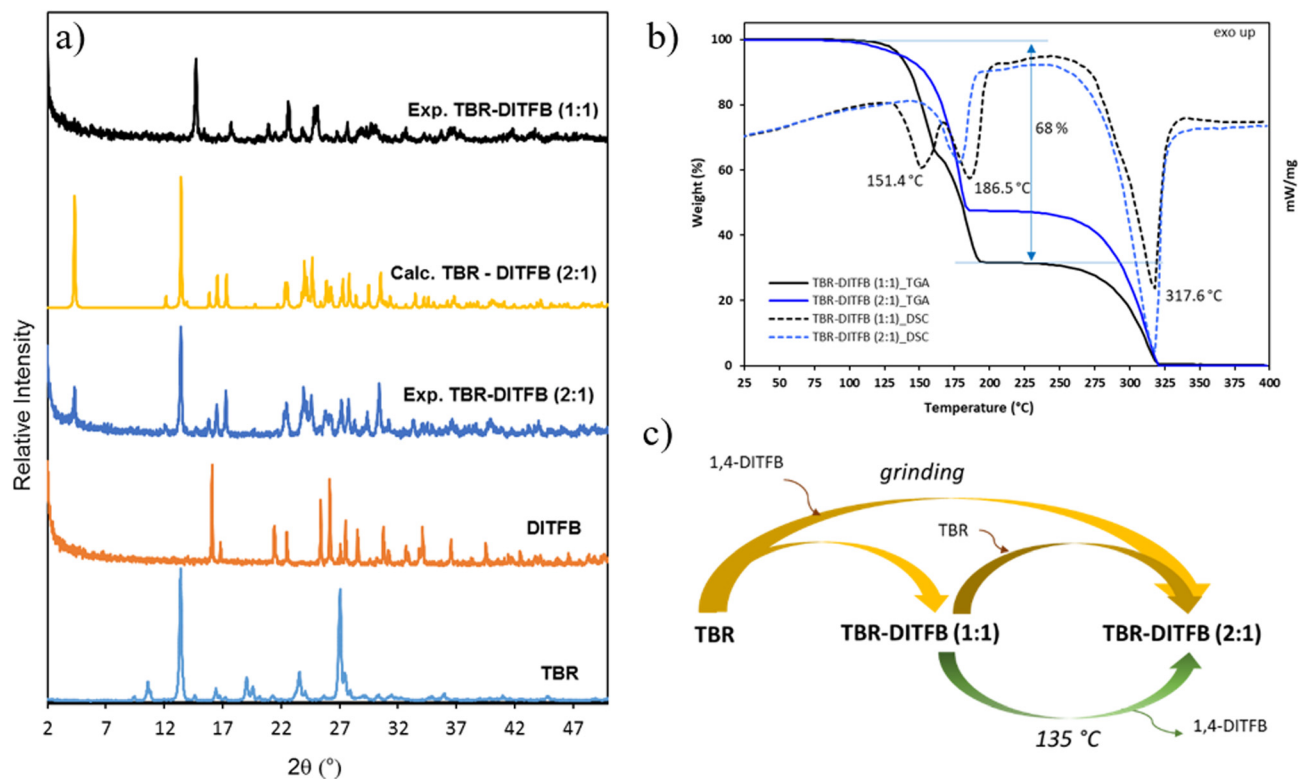 a)
Relative Intensity
Exp. TBR-DITFB (1:1)
Calc. TBR - DITFB (2:1)
Exp. TBR-DITFB (2:1)
DITFB
TBR
2 7 12 17 22 27 32 37 42 47
2θ (°)
b)
exo up
Weight (%)
100
80
60
40
20
0
68 %
151.4 °C
186.5 °C
317.6 °C
mW/mg
TBR-DITFB (1:1)_TGA
TBR-DITFB (2:1)_TGA
TBR-DITFB (1:1)_DSC
TBR-DITFB (2:1)_DSC
25 50 75 100 125 150 175 200 225 250 275 300 325 350 375 400
Temperature (°C)
c)
1,4-DITFB
grinding
TBR
TBR
TBR-DITFB (1:1)
TBR-DITFB (2:1)
1,4-DITFB
135 °C